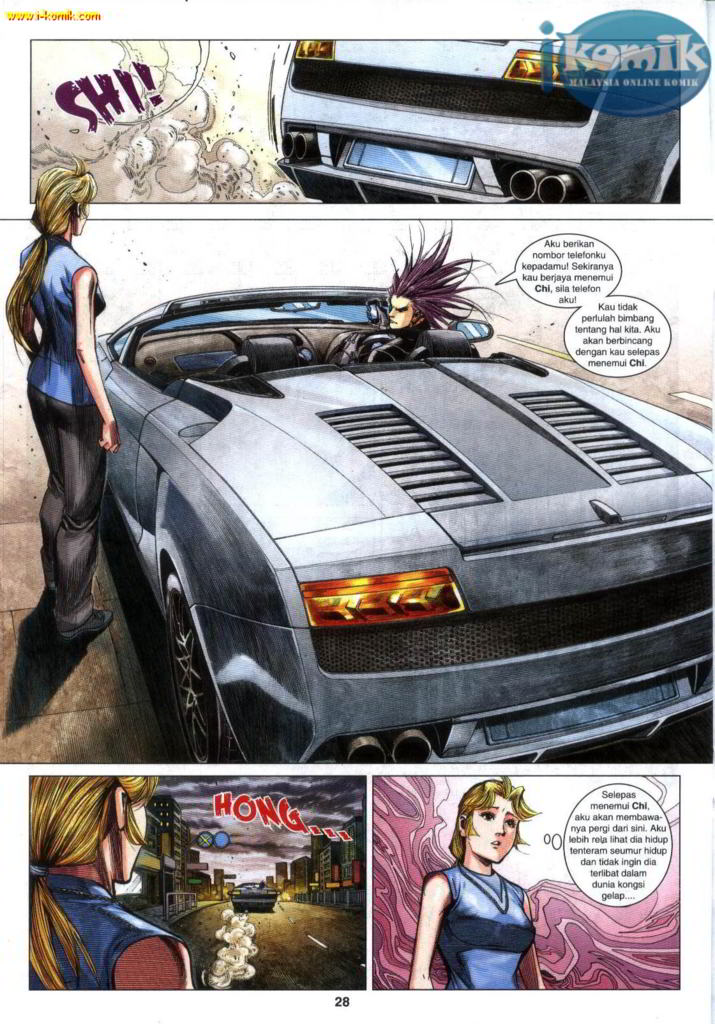 www.i-komik.com
ikomik
MALAYSIA ONLINE KOMIK
SHI!!
Aku berikan
nombor telefonku
kepadamu! Sekiranya
kau berjaya menemui
Chi, sila telefon
aku!
Kau tidak
perlulah bimbang
tentang hal kita. Aku
akan berbincang
dengan kau selepas
menemui Chi.
HONG...
Selepas
menemui Chi,
aku akan membawa-
nya pergi dari sini. Aku
lebih rela lihat dia hidup
tenteram seumur hidup
dan tidak ingin dia
terlibat dalam
dunia kongsi
gelap....
28